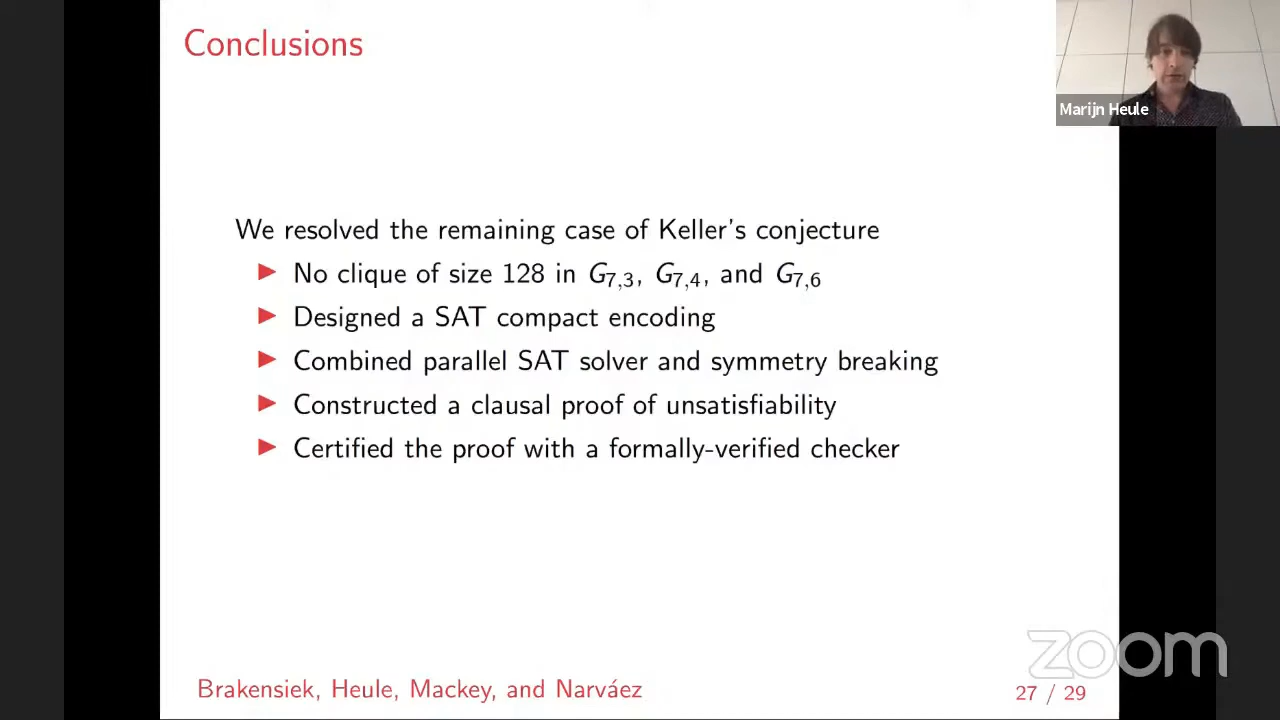 Conclusions
Marijn Heule
We resolved the remaining case of Keller's conjecture
▶ No clique of size 128 in G7,3, G7,4, and G7,6
▶ Designed a SAT compact encoding
▶ Combined parallel SAT solver and symmetry breaking
▶ Constructed a clausal proof of unsatisfiability
▶ Certified the proof with a formally-verified checker
zoom
Brakensiek, Heule, Mackey, and Narváez
27 / 29